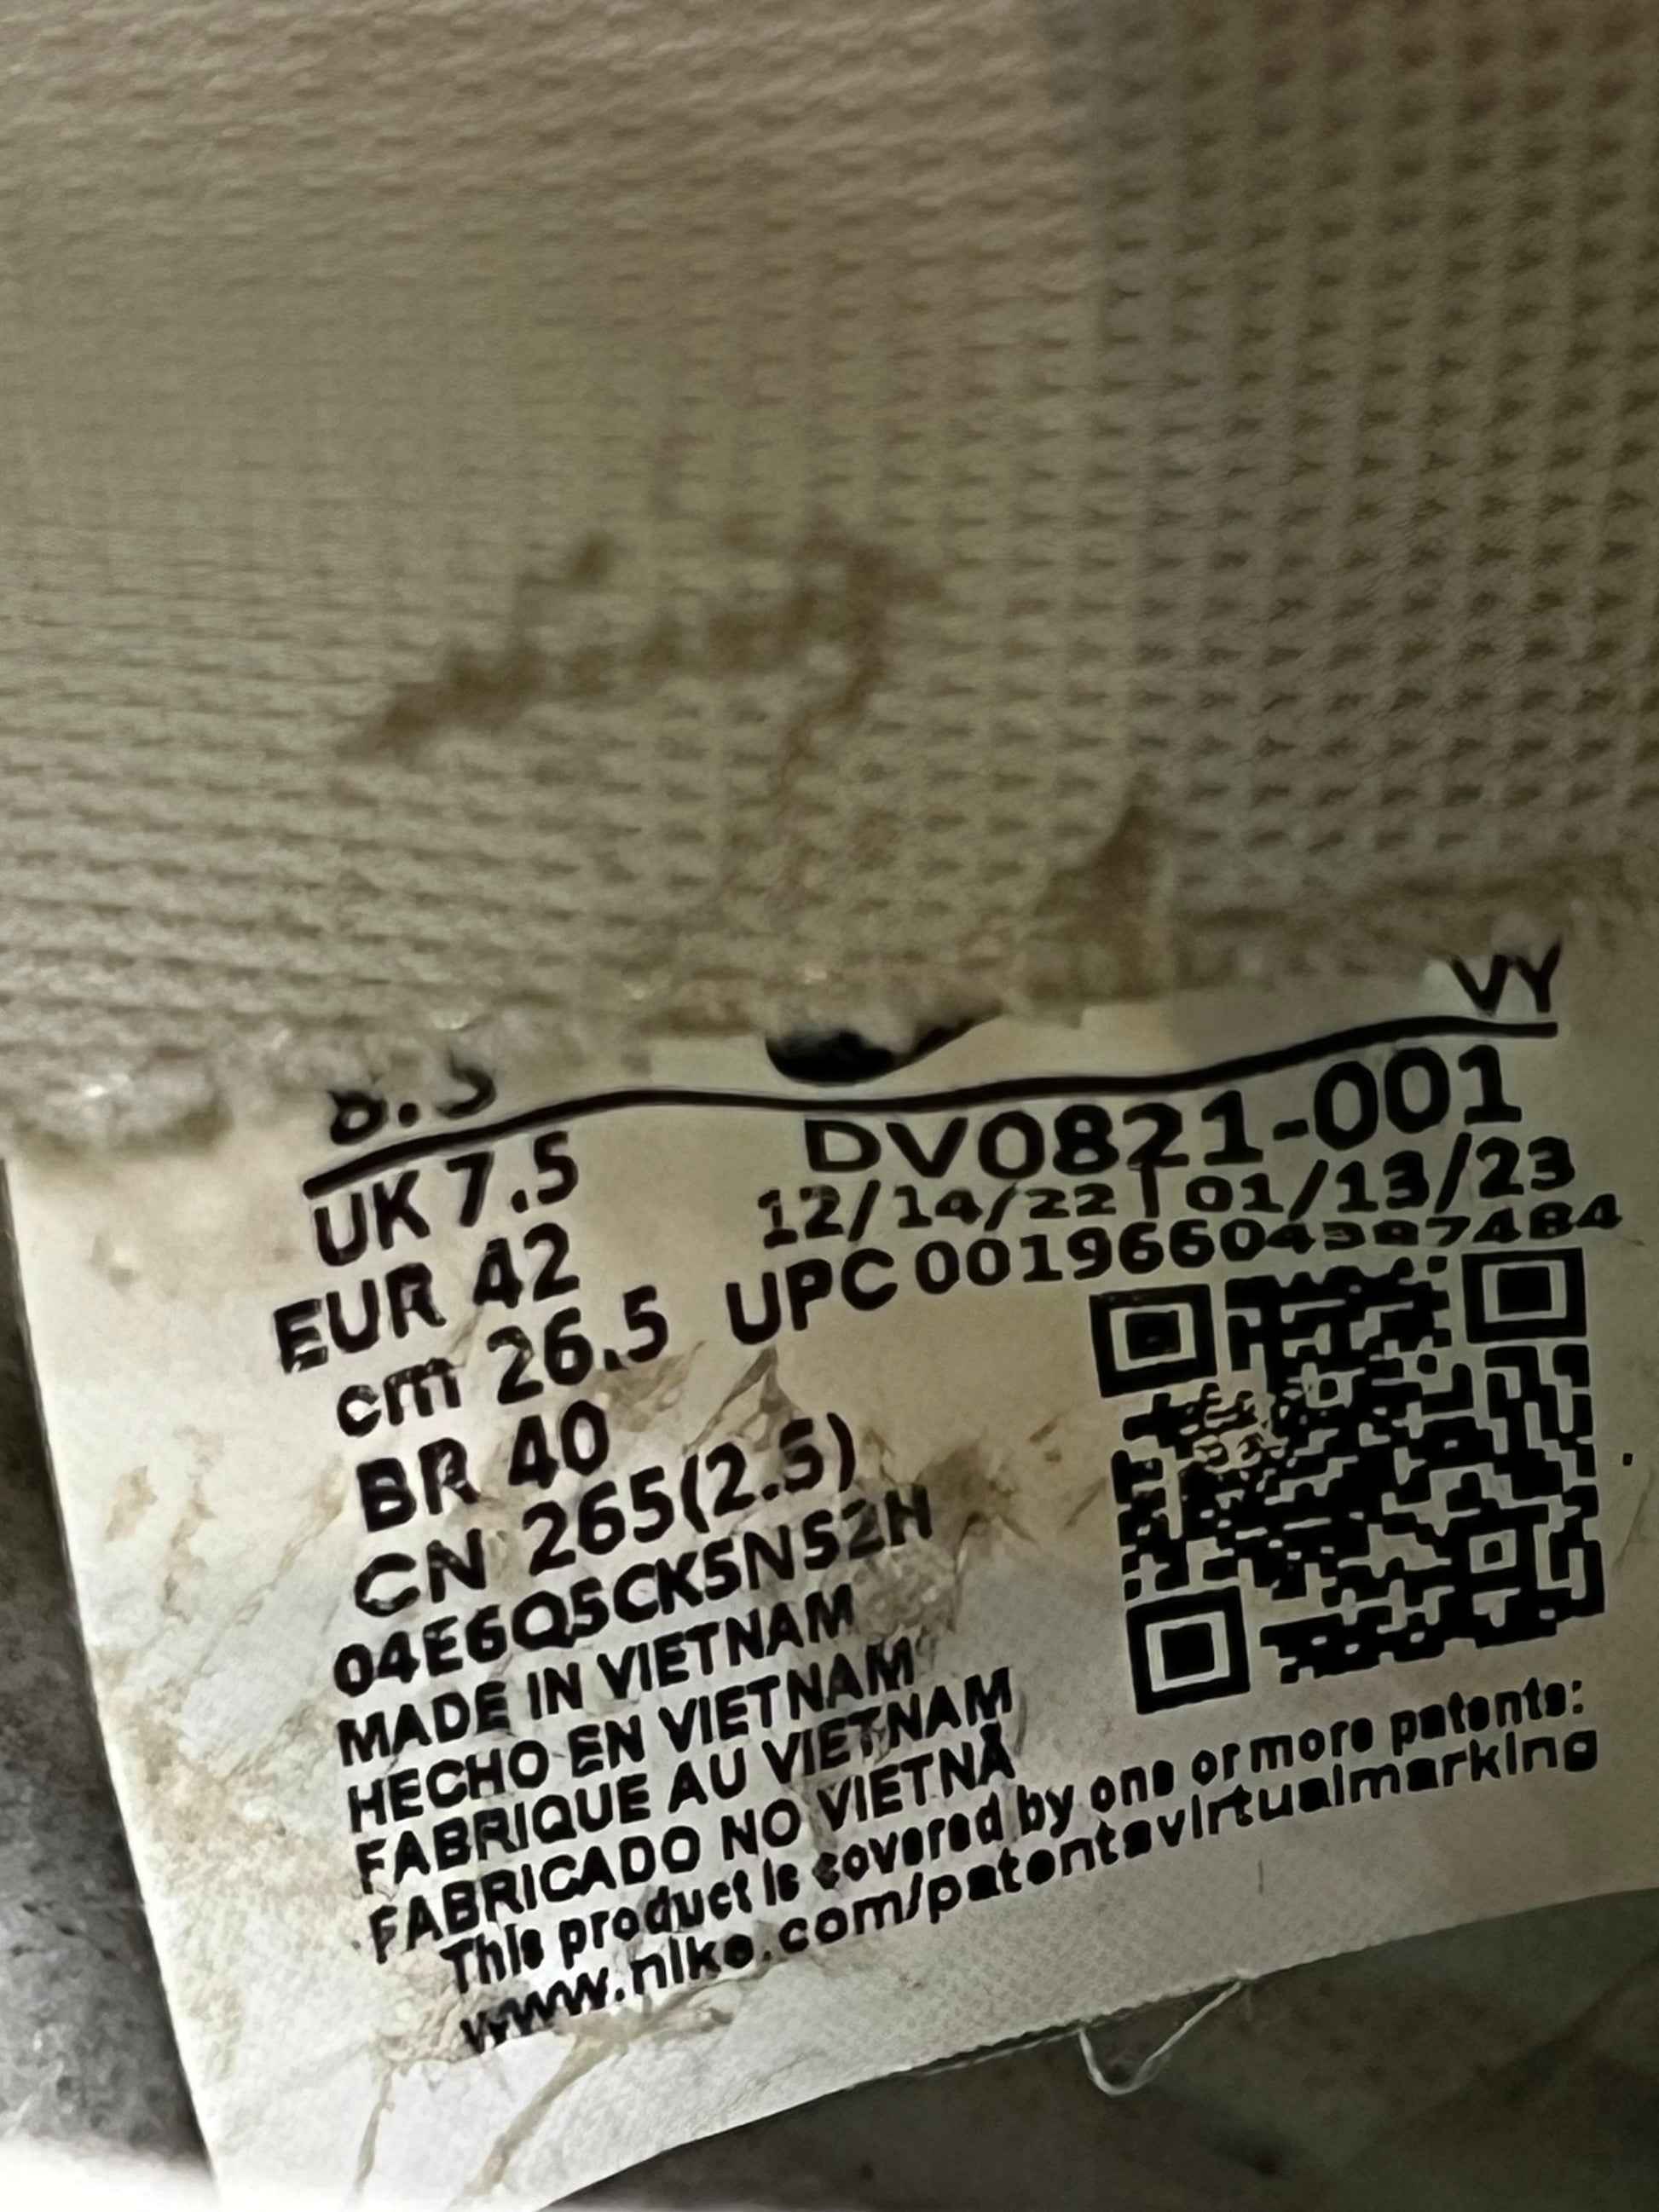 VY
8.5
DV0821-001
UK 7.5
12/14/22 | 01/13/23
EUR 42
UPC
cm 26.5
BR 40
CN 265(2.5)
04E6Q5CK5N52H
MADE IN VIETNAM
HECHO EN VIETNAM
FABRIQUE AU VIETNAM
FABRICADO NO VIETNÃ
This product is covered by one or more patents:
www.nike.com/patentsvirtualmarking